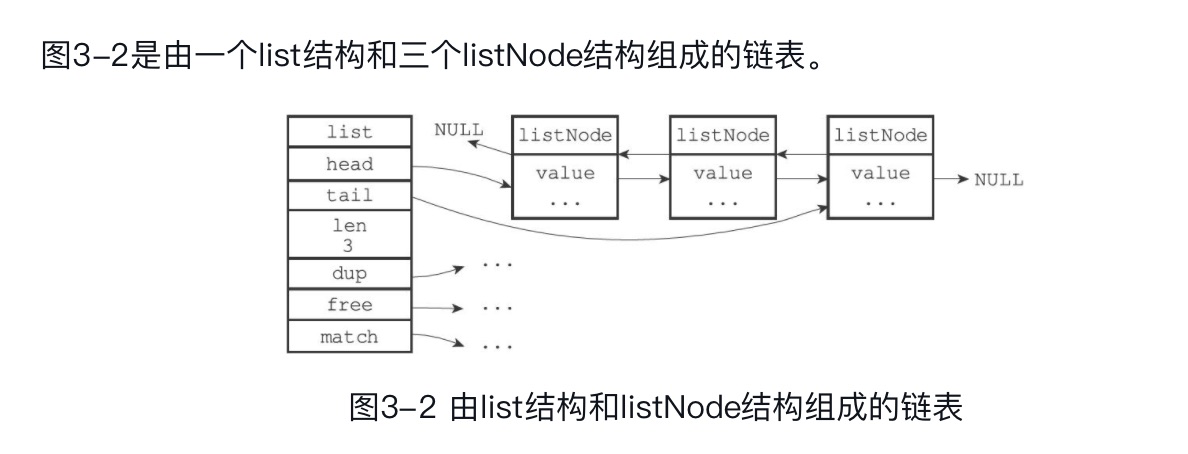 图3-2是由一个list结构和三个listNode结构组成的链表。
list
head
tail
len
3
dup
free
match
NULL
listNode
value
...
listNode
value
...
listNode
value
...
NULL
...
...
...
图3-2 由list结构和listNode结构组成的链表